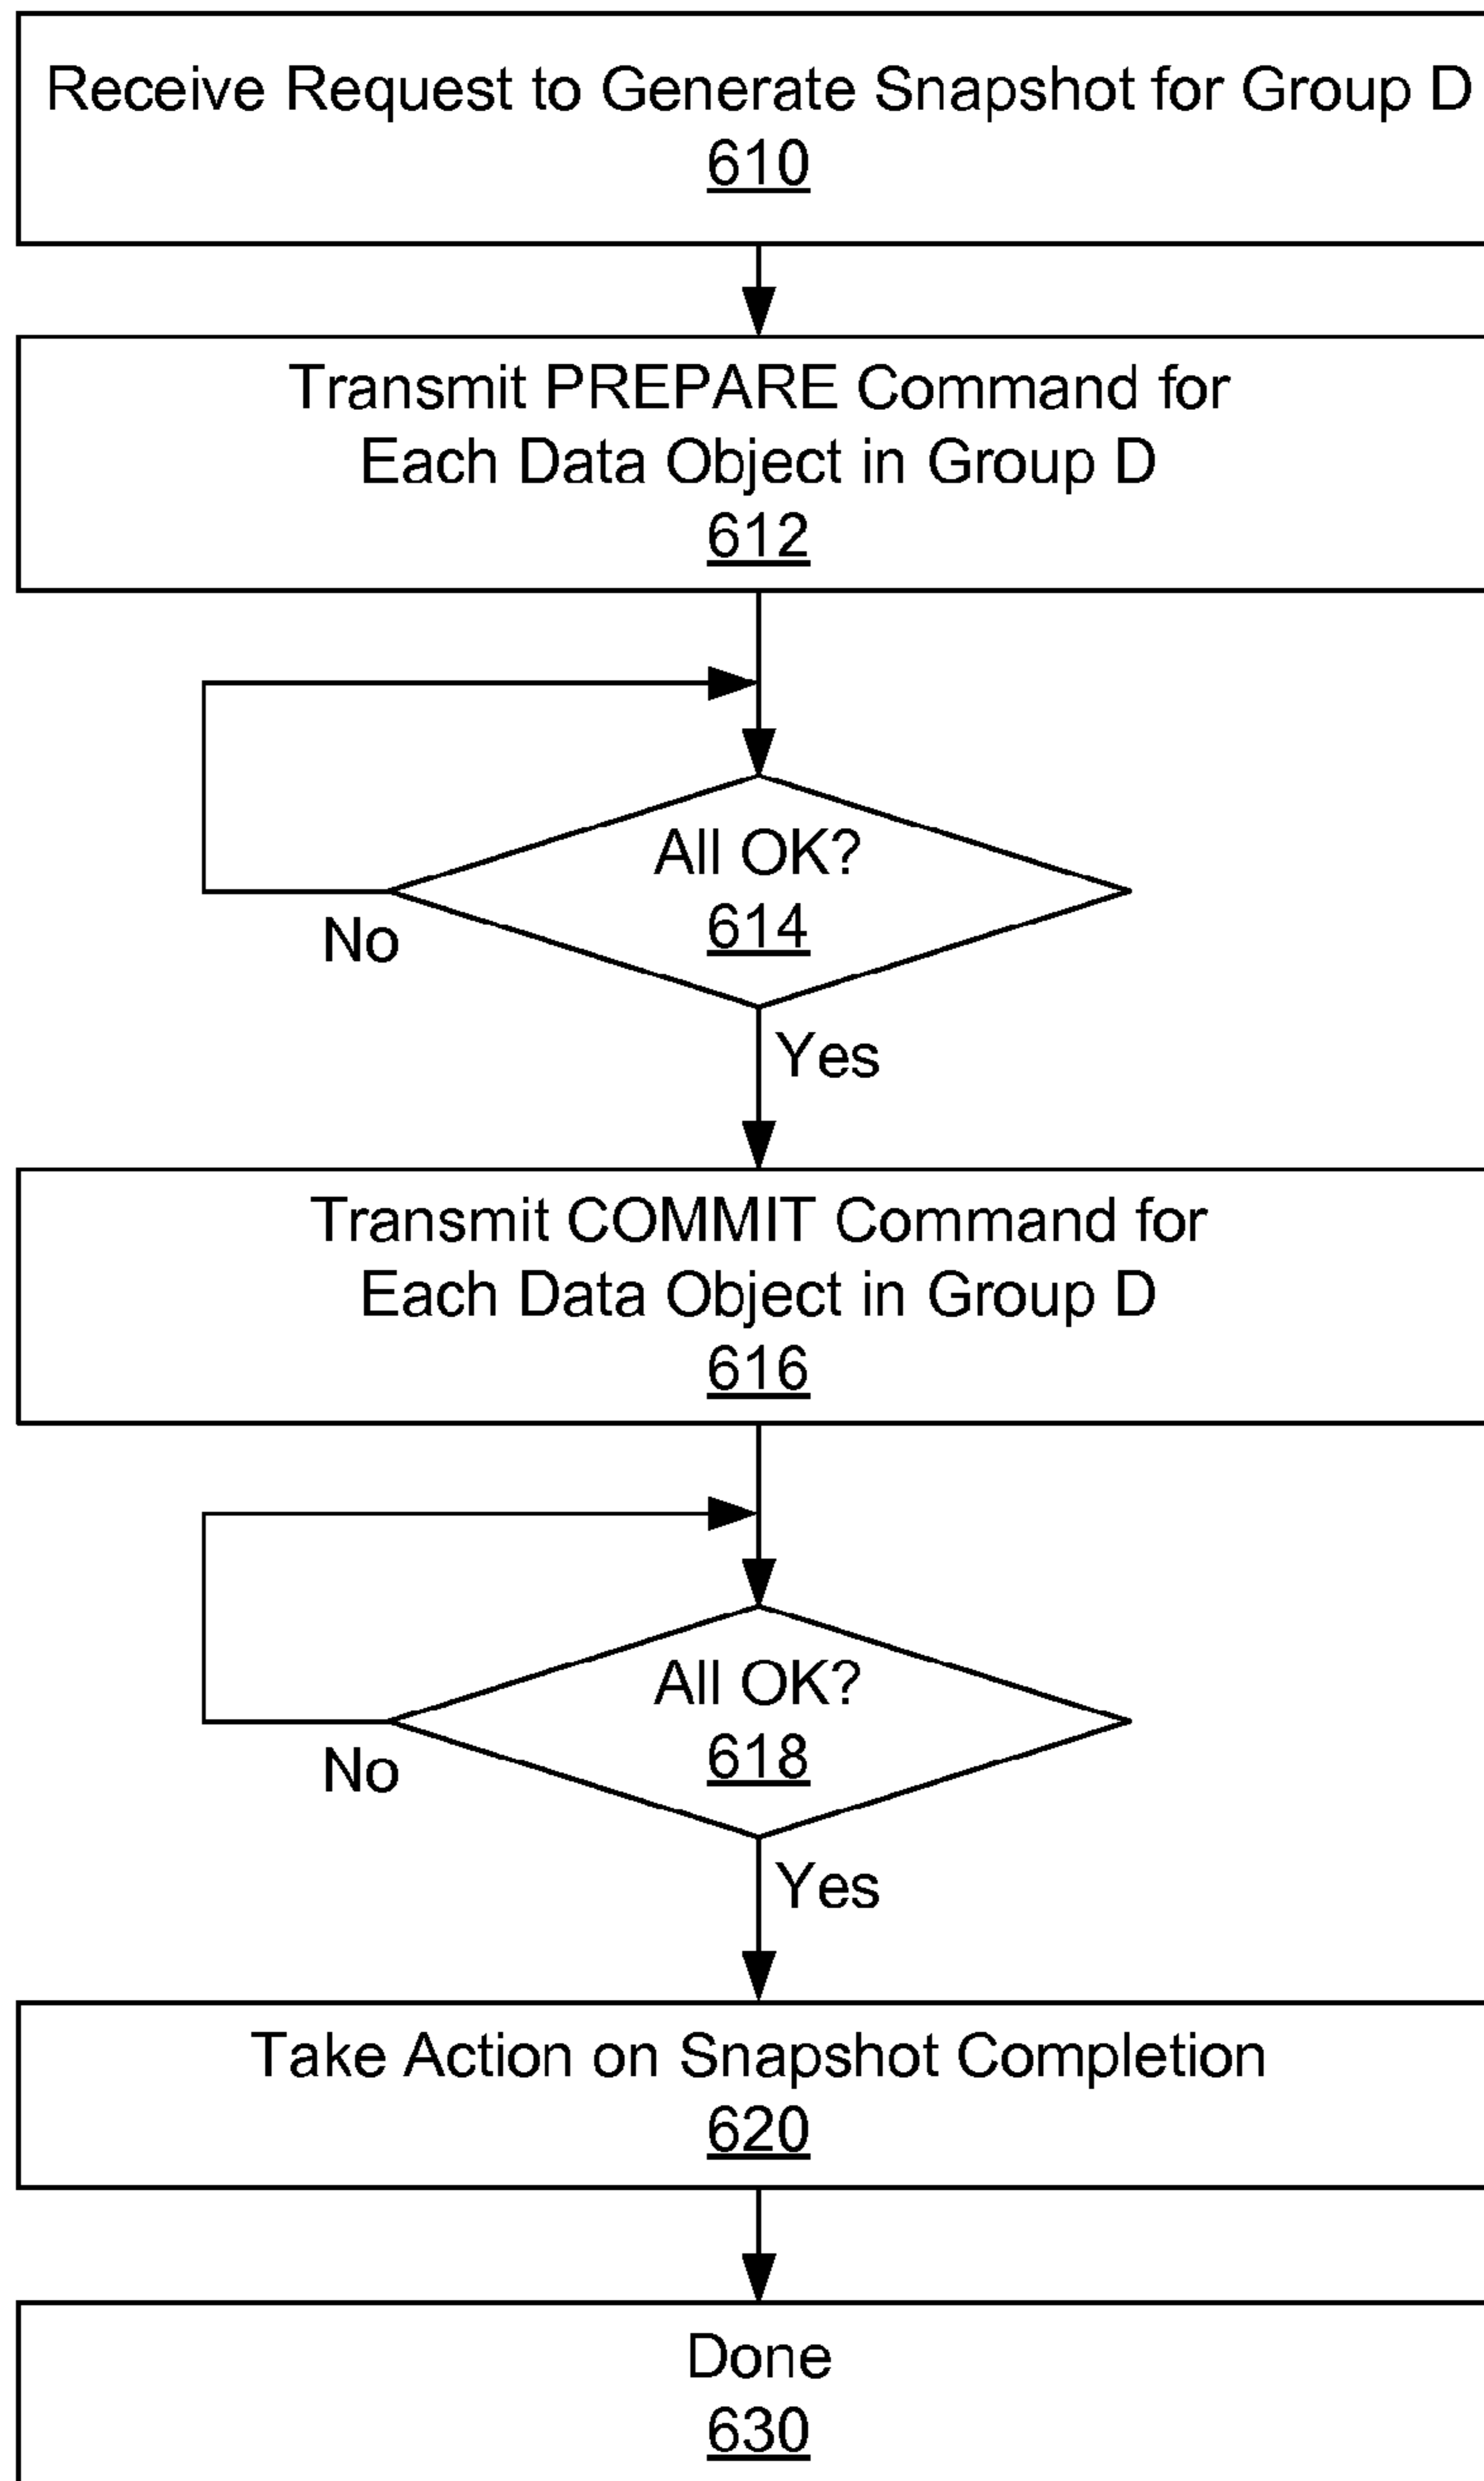 Receive Request to Generate Snapshot for Group D
610
Transmit PREPARE Command for
Each Data Object in Group D
612
All OK?
614
No
Yes
Transmit COMMIT Command for
Each Data Object in Group D
616
All OK?
618
No
Yes
Take Action on Snapshot Completion
620
Done
630